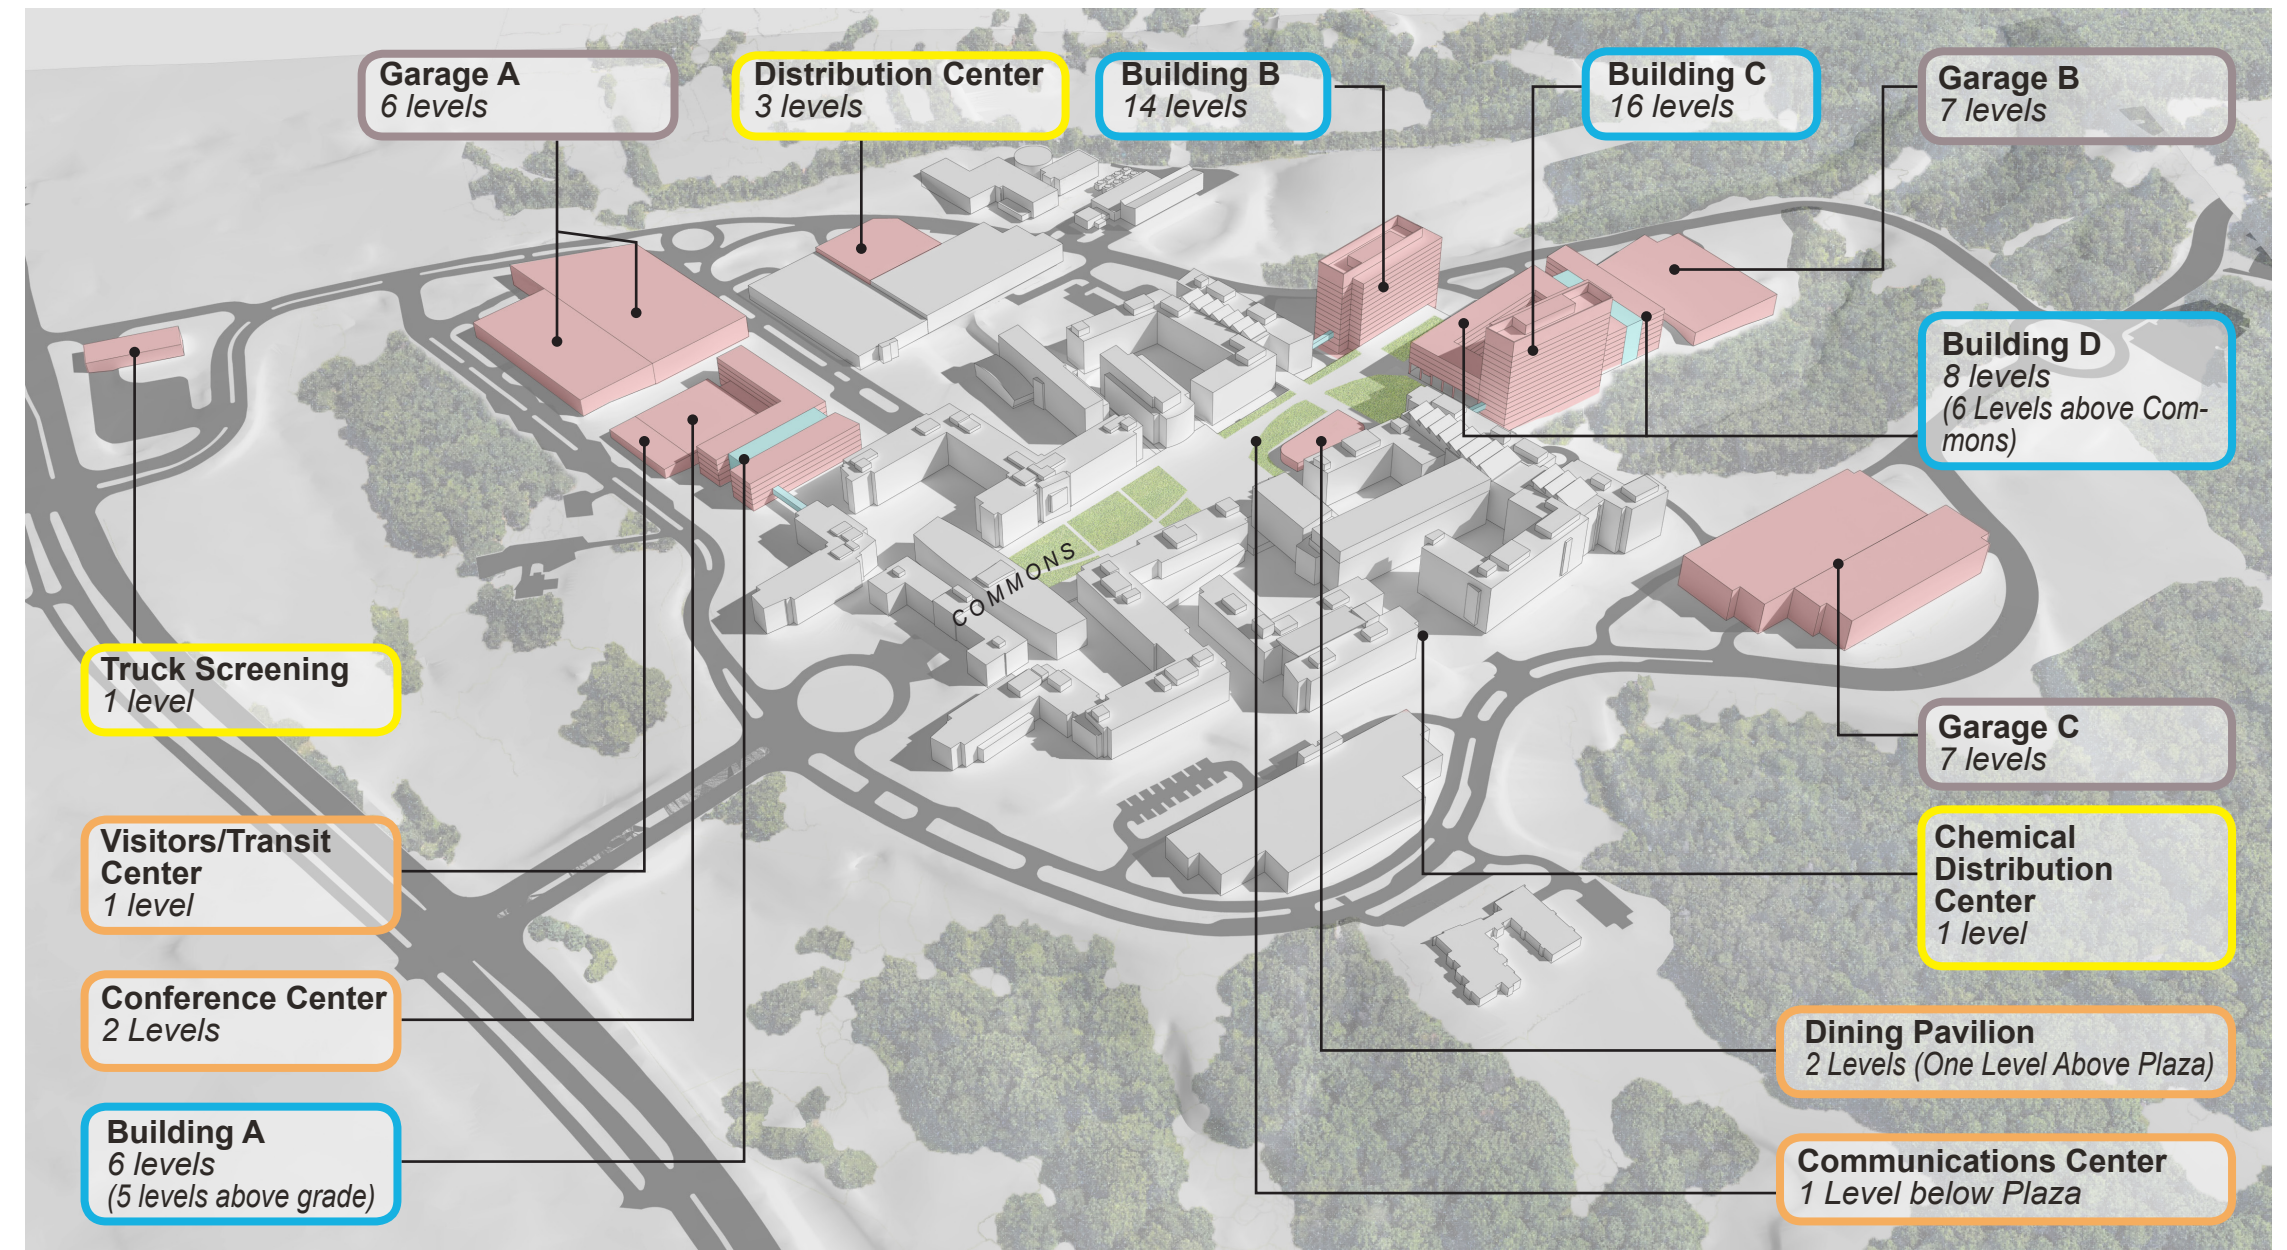 Garage A
6 levels
Distribution Center
3 levels
Building B
14 levels
Building C
16 levels
Garage B
7 levels
Building D
8 levels
(6 Levels above Com-
mons)
COMMONS
Truck Screening
1 level
Garage C
7 levels
Visitors/Transit
Center
1 level
Chemical
Distribution
Center
1 level
Conference Center
2 Levels
Dining Pavilion
2 Levels (One Level Above Plaza)
Building A
6 levels
(5 levels above grade)
Communications Center
1 Level below Plaza